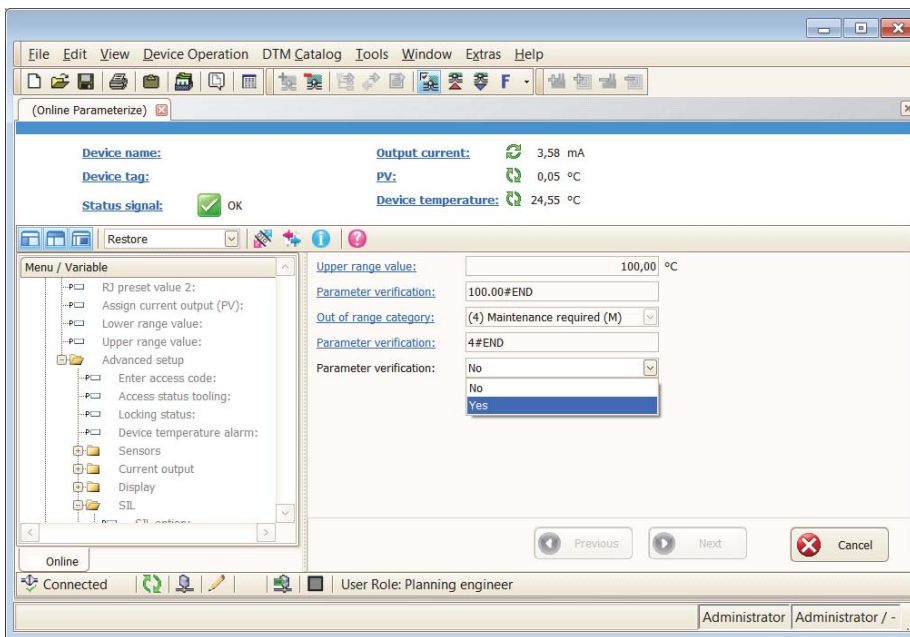 File Edit View Device Operation DTM Catalog Tools Window Extras Help
F
(Online Parameterize)
Device name:
Output current: 3,58 mA
Device tag:
PV: 0,05 °C
Status signal: OK
Device temperature: 24,55 °C
Restore
Menu / Variable
RJ preset value 2:
Assign current output (PV):
Lower range value:
Upper range value:
Advanced setup
Enter access code:
Access status tooling:
Locking status:
Device temperature alarm:
Sensors
Current output
Display
SIL
SIL option:
Online
Upper range value: 100,00 °C
Parameter verification: 100.00#END
Out of range category: (4) Maintenance required (M)
Parameter verification: 4#END
Parameter verification: No
No
Yes
Previous Next Cancel
Connected User Role: Planning engineer
Administrator Administrator / -